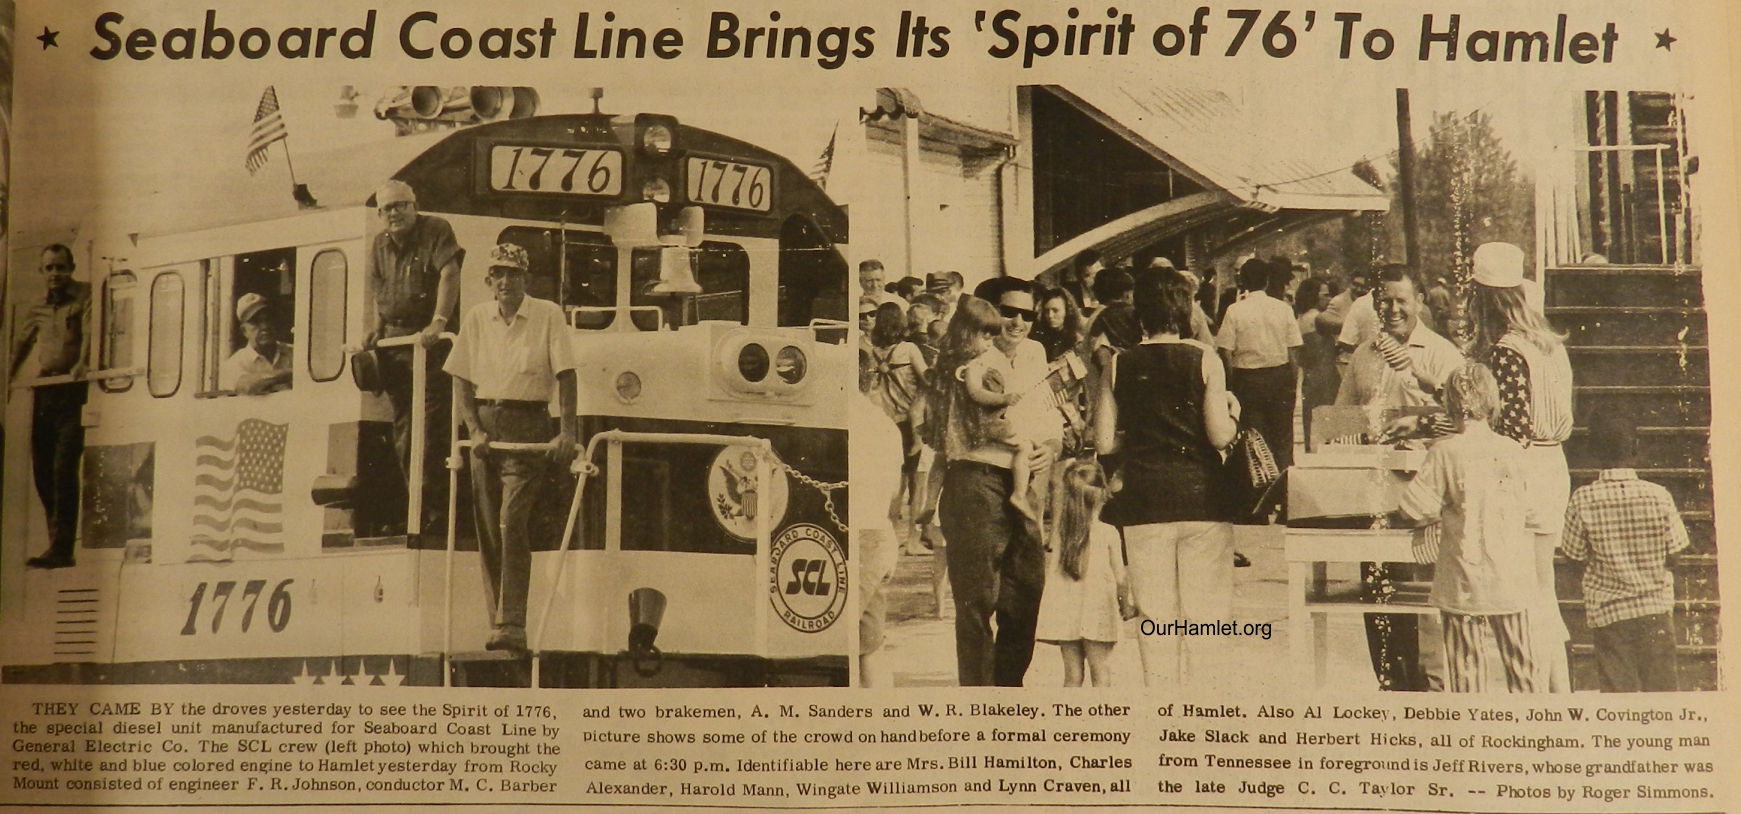 ★ Seaboard Coast Line Brings Its 'Spirit of 76' To Hamlet ★
1776
1776
1776
SEABOARD COAST LINE
SCL
RAILROAD
OurHamlet.org
THEY CAME BY the droves yesterday to see the Spirit of 1776,
the special diesel unit manufactured for Seaboard Coast Line by
General Electric Co. The SCL crew (left photo) which brought the
red, white and blue colored engine to Hamlet yesterday from Rocky
Mount consisted of engineer F. R. Johnson, conductor M. C. Barber
and two brakemen, A. M. Sanders and W. R. Blakeley. The other
picture shows some of the crowd on hand before a formal ceremony
came at 6:30 p.m. Identifiable here are Mrs. Bill Hamilton, Charles
Alexander, Harold Mann, Wingate Williamson and Lynn Craven, all
of Hamlet. Also Al Lockey, Debbie Yates, John W. Covington Jr.,
Jake Slack and Herbert Hicks, all of Rockingham. The young man
from Tennessee in foreground is Jeff Rivers, whose grandfather was
the late Judge C. C. Taylor Sr. -- Photos by Roger Simmons.